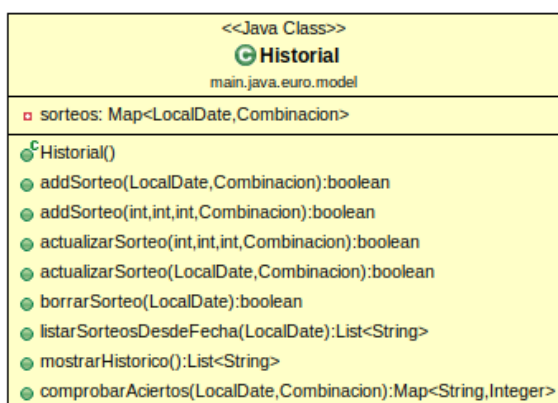 <<Java Class>>
C Historial
main.java.euro.model
sorteos: Map<LocalDate,Combinacion>
C Historial()
addSorteo(LocalDate,Combinacion):boolean
addSorteo(int,int,int,Combinacion):boolean
actualizarSorteo(int,int,int,Combinacion):boolean
actualizarSorteo(LocalDate,Combinacion):boolean
borrarSorteo(LocalDate):boolean
listarSorteosDesdeFecha(LocalDate):List<String>
mostrarHistorico():List<String>
comprobarAciertos(LocalDate,Combinacion):Map<String,Integer>